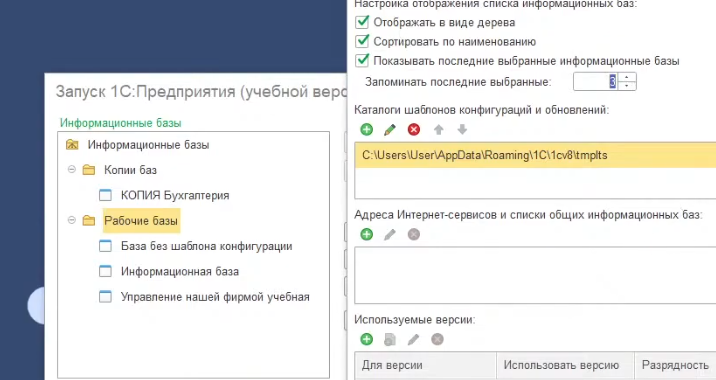 Настройка отображения списка информационных баз:
Отображать в виде дерева
Сортировать по наименованию
Показывать последние выбранные информационные базы
Запоминать последние выбранные: 3
Каталоги шаблонов конфигураций и обновлений:
C:\Users\User\AppData\Roaming\1C\1cv8\tmplts
Адреса Интернет-сервисов и списки общих информационных баз:
Используемые версии:
Для версии Использовать версию Разрядность
Запуск 1С:Предприятия (учебной верс
Информационные базы
Информационные базы
Копии баз
КОПИЯ Бухгалтерия
Рабочие базы
База без шаблона конфигурации
Информационная база
Управление нашей фирмой учебная